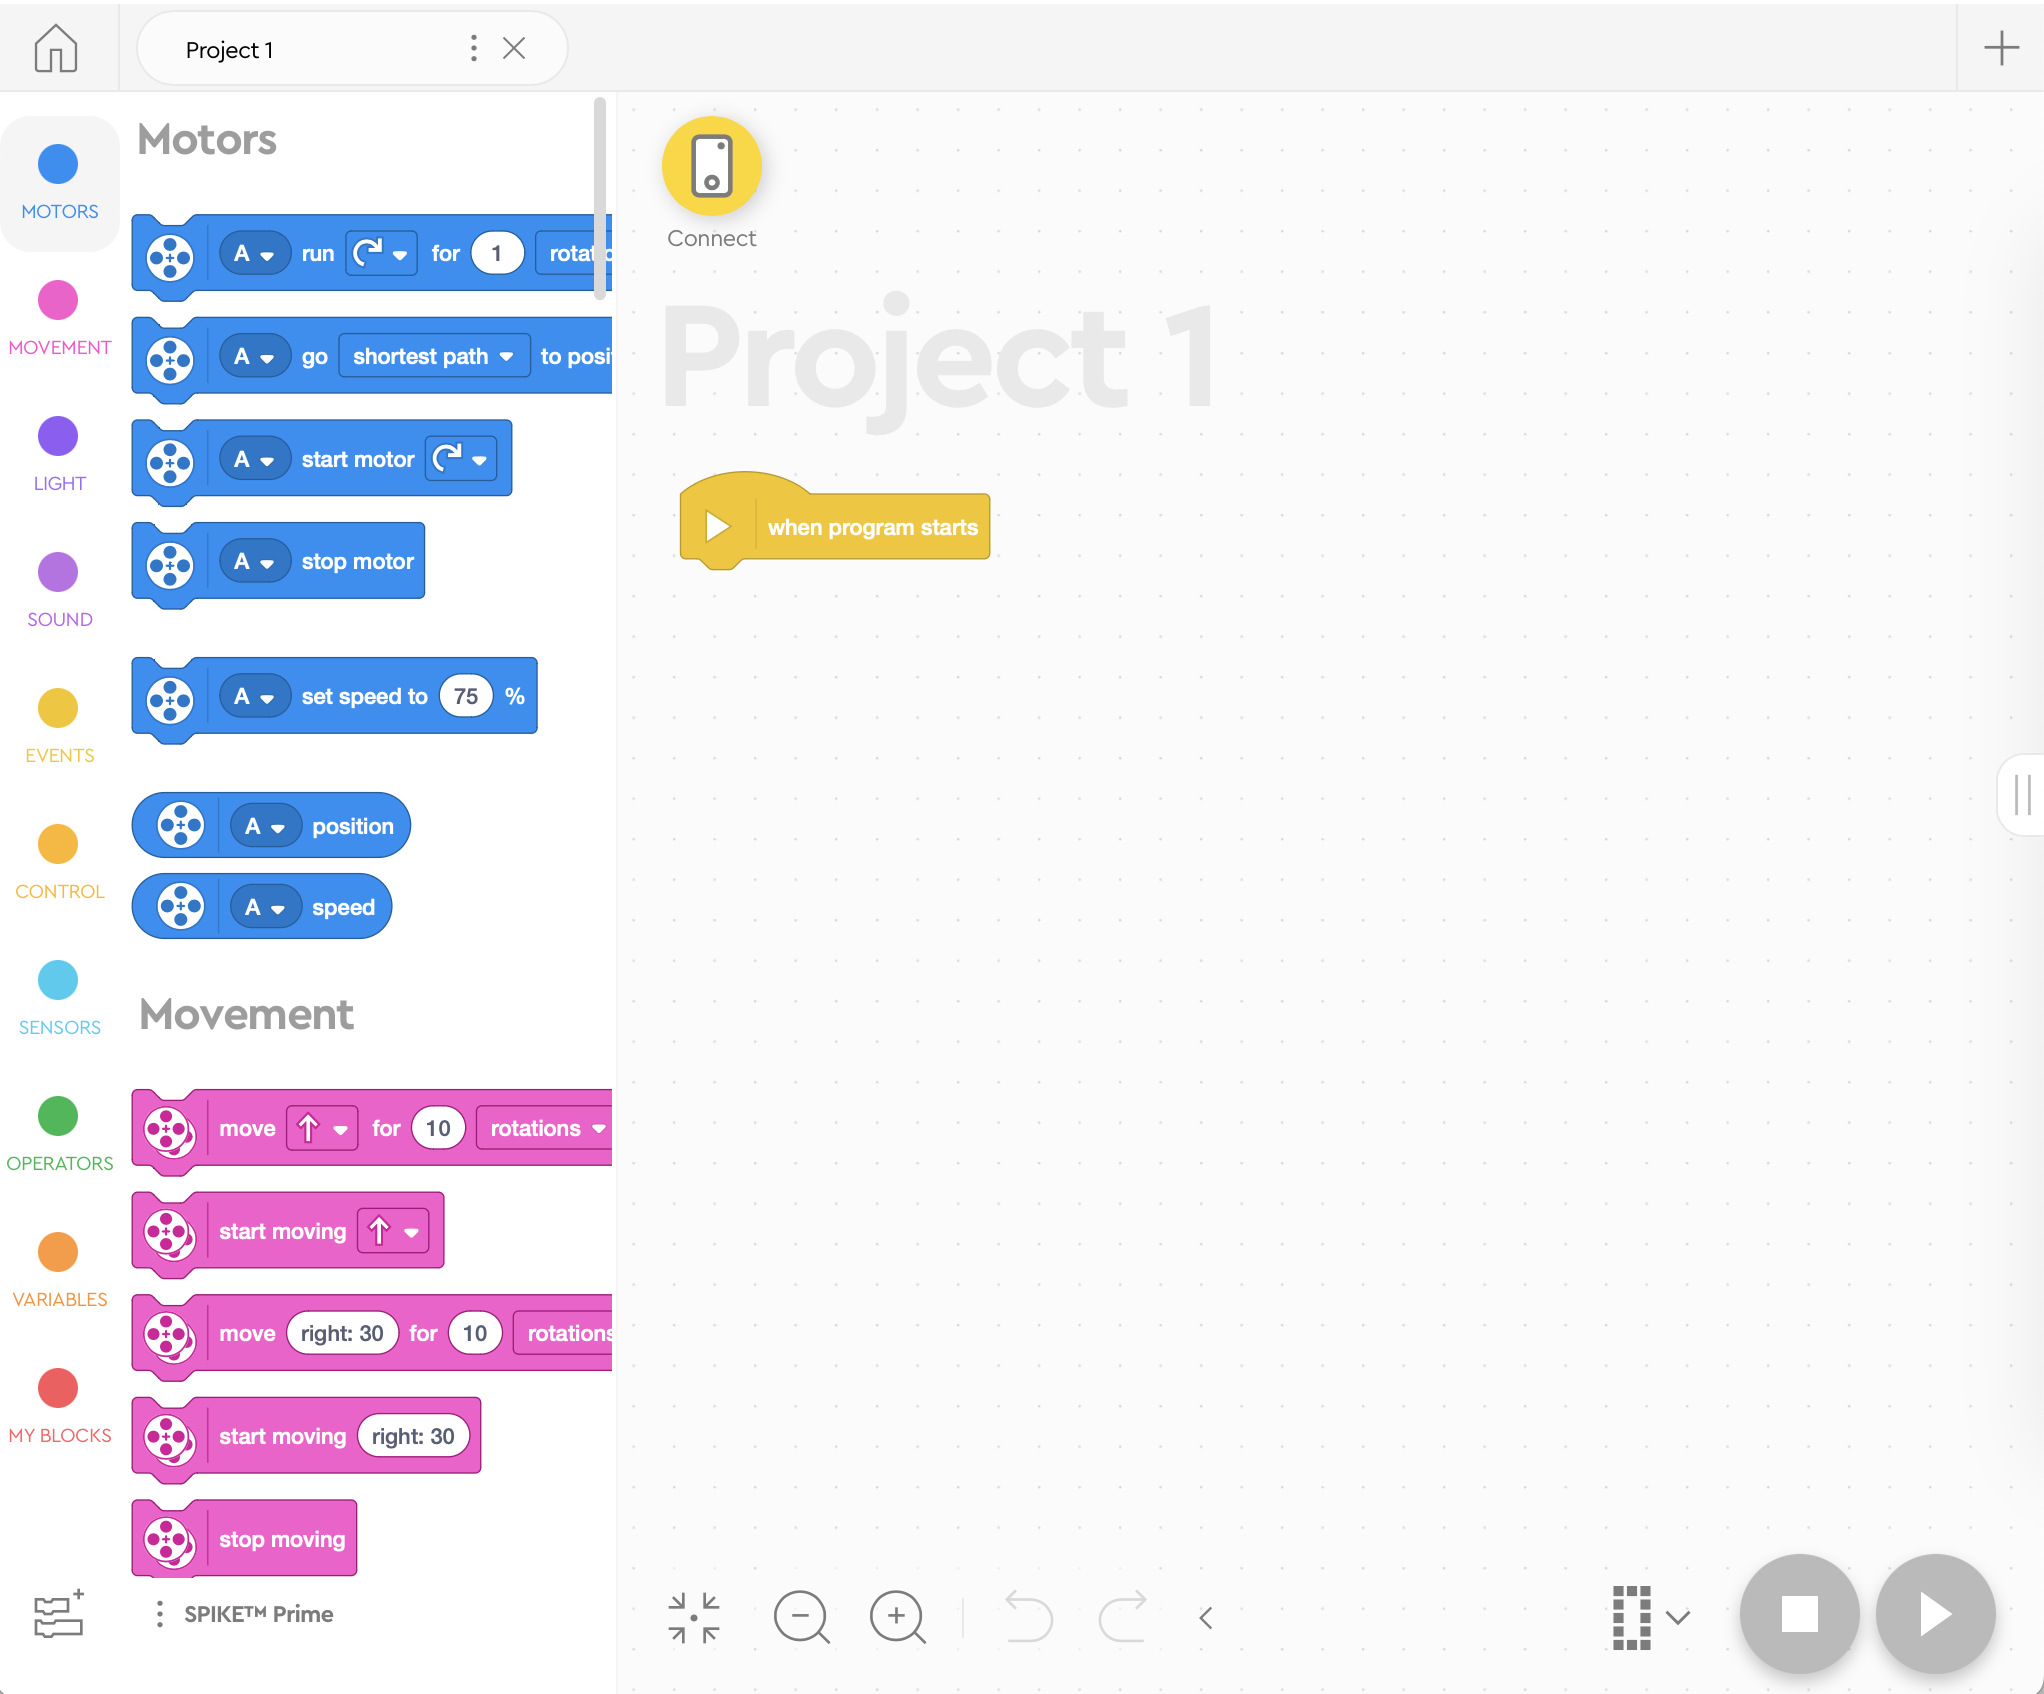 Project 1
MOTORS
MOVEMENT
LIGHT
SOUND
EVENTS
CONTROL
SENSORS
OPERATORS
VARIABLES
MY BLOCKS
Motors
A run for 1
A go shortest path to
A start motor
A stop motor
A set speed to 75 %
A position
A speed
Movement
move for 10 rotations
start moving
move right: 30 for 10 rotations
start moving right: 30
stop moving
SPIKE™ Prime
Connect
Project 1
when program starts